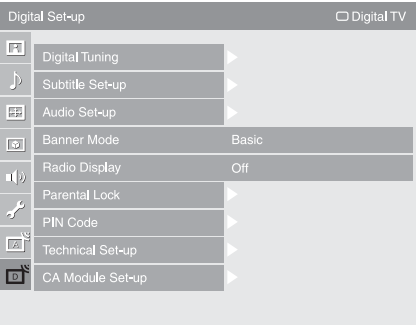 Digital Set-up Digital TV
Digital Tuning
Subtitle Set-up
Audio Set-up
Banner Mode Basic
Radio Display Off
Parental Lock
PIN Code
Technical Set-up
CA Module Set-up
A
D